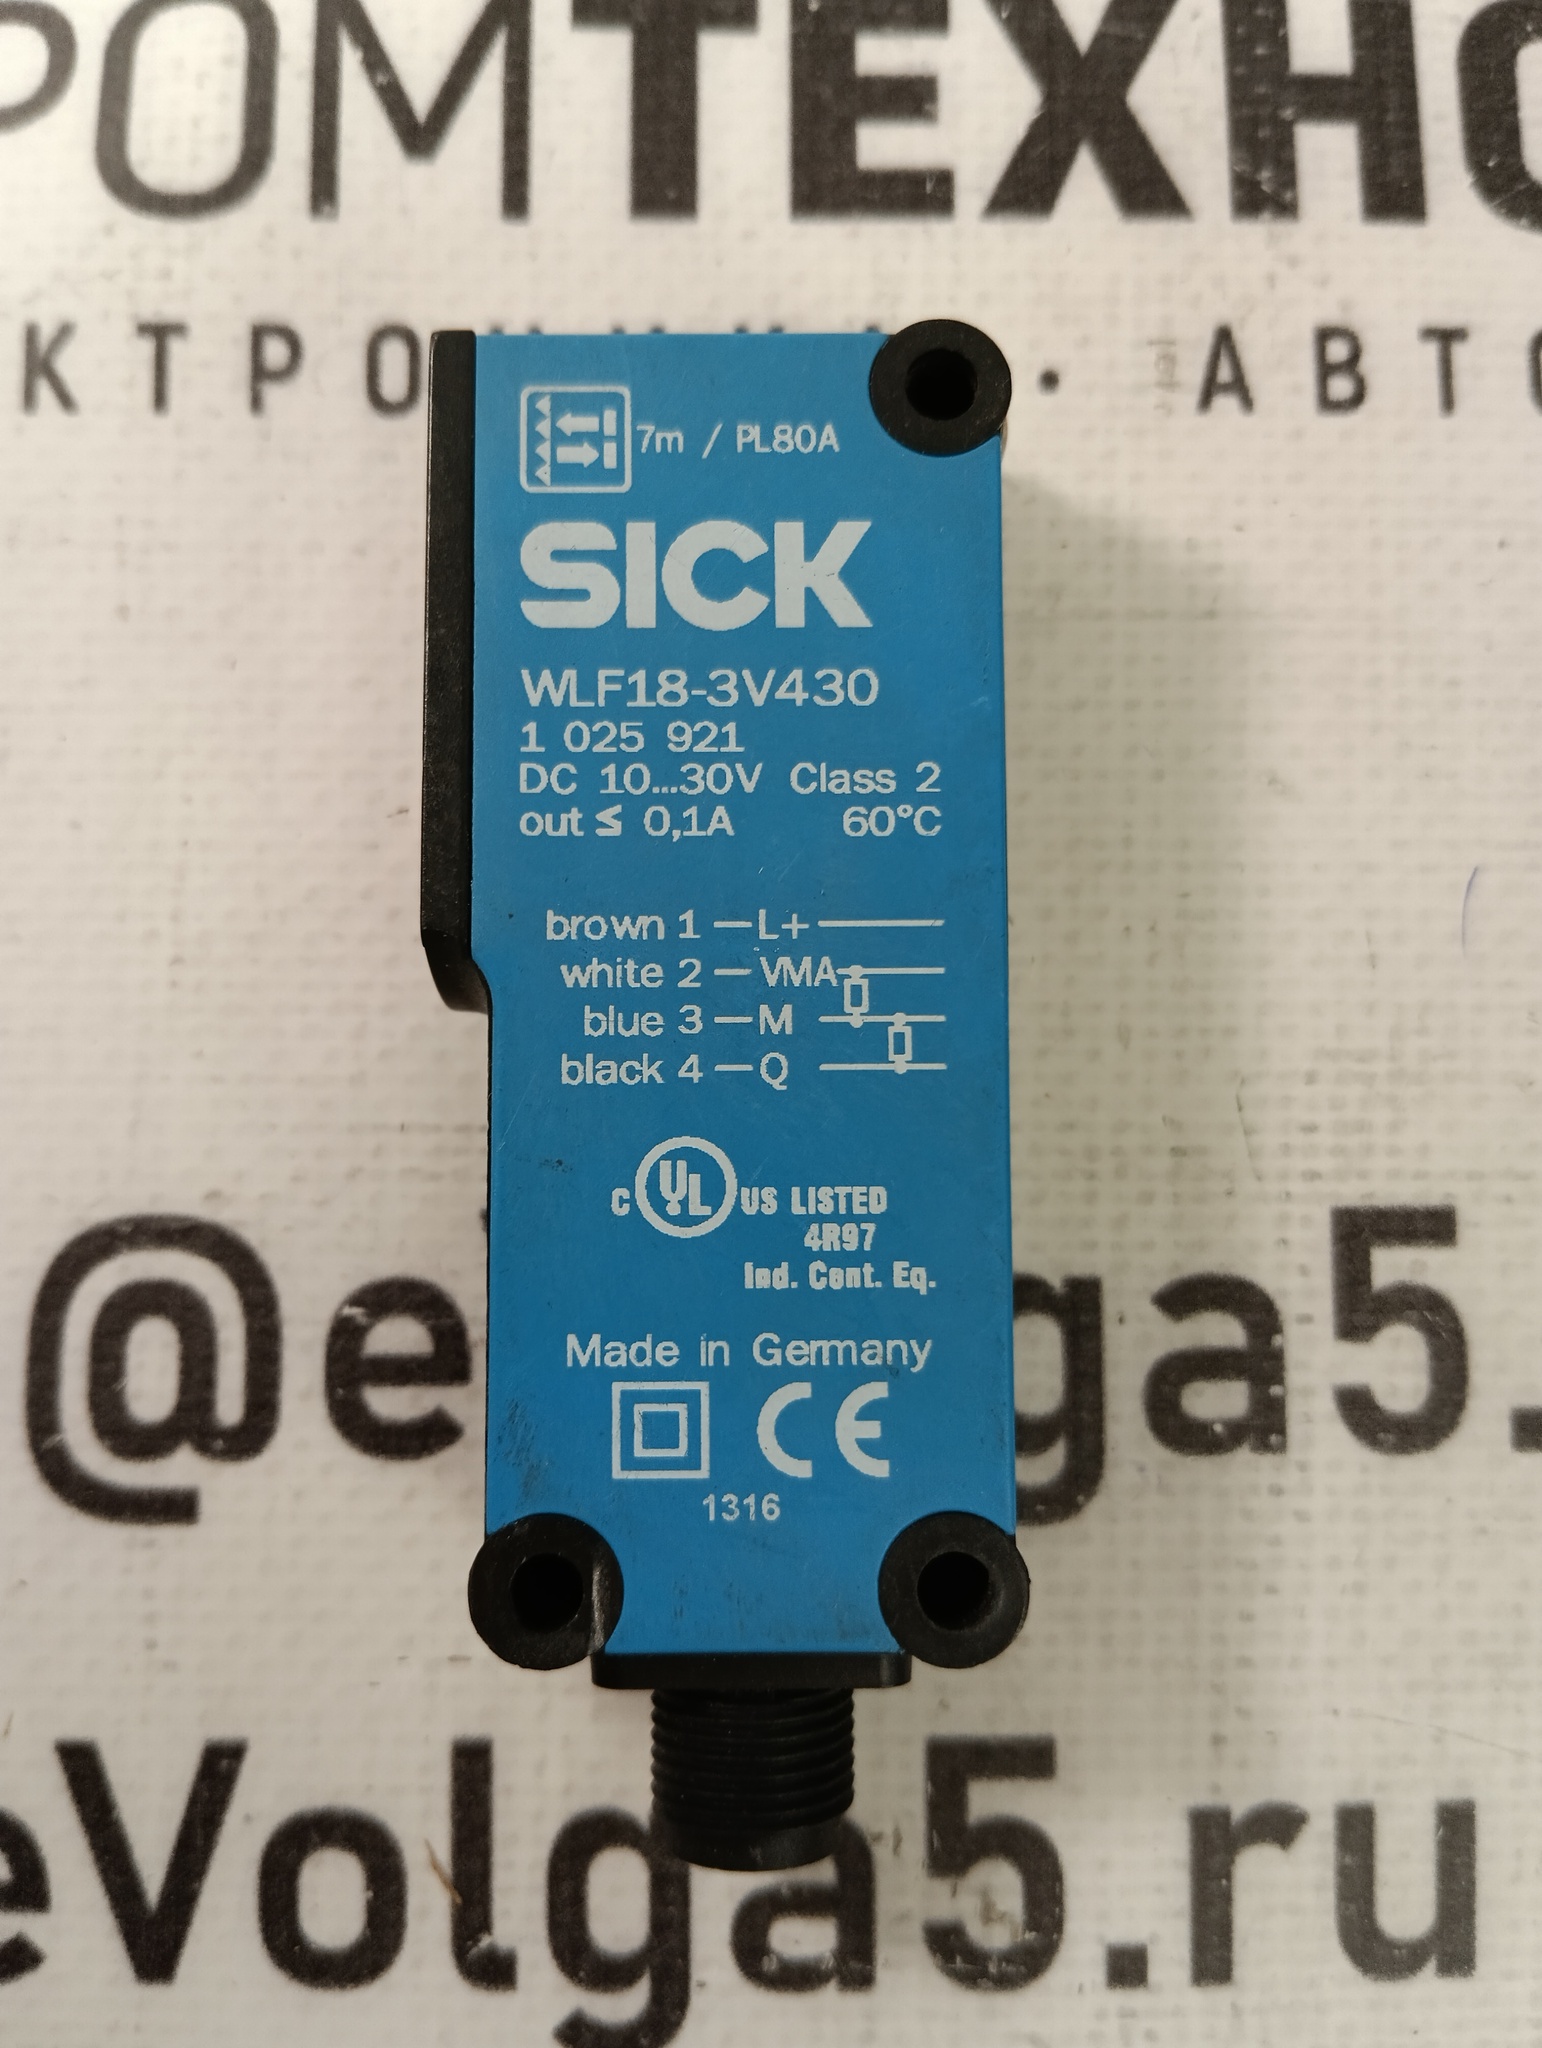 РОМТЕХНО
КТРО
• АВТО
7m / PL80A
SICK
WLF18-3V430
1 025 921
DC 10...30V Class 2
out ≤ 0,1A 60°C
brown 1 — L+
white 2 — VMA
blue 3 — M
black 4 — Q
C UL US LISTED
4R97
Ind. Cont. Eq.
Made in Germany
CE
1316
@e ga5.
eVolga5.ru